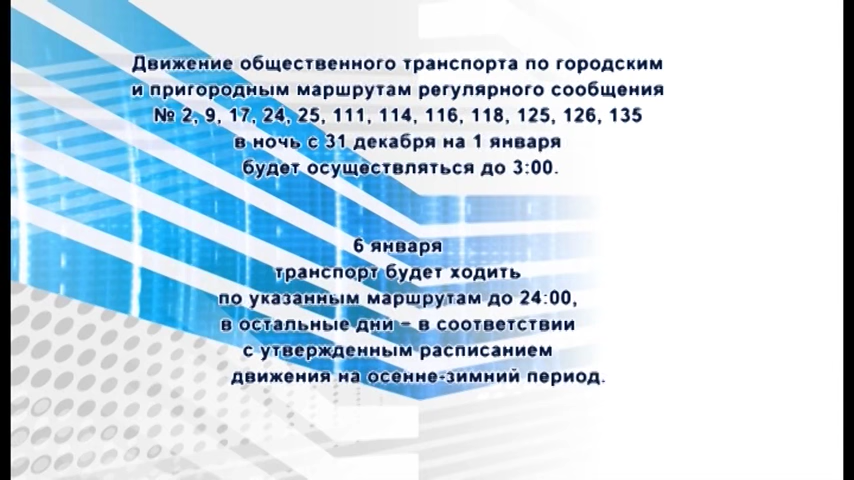 Движение общественного транспорта по городским
и пригородным маршрутам регулярного сообщения
№ 2, 9, 17, 24, 25, 111, 114, 116, 118, 125, 126, 135
в ночь с 31 декабря на 1 января
будет осуществляться до 3:00.
6 января
транспорт будет ходить
по указанным маршрутам до 24:00,
в остальные дни – в соответствии
с утвержденным расписанием
движения на осенне-зимний период.